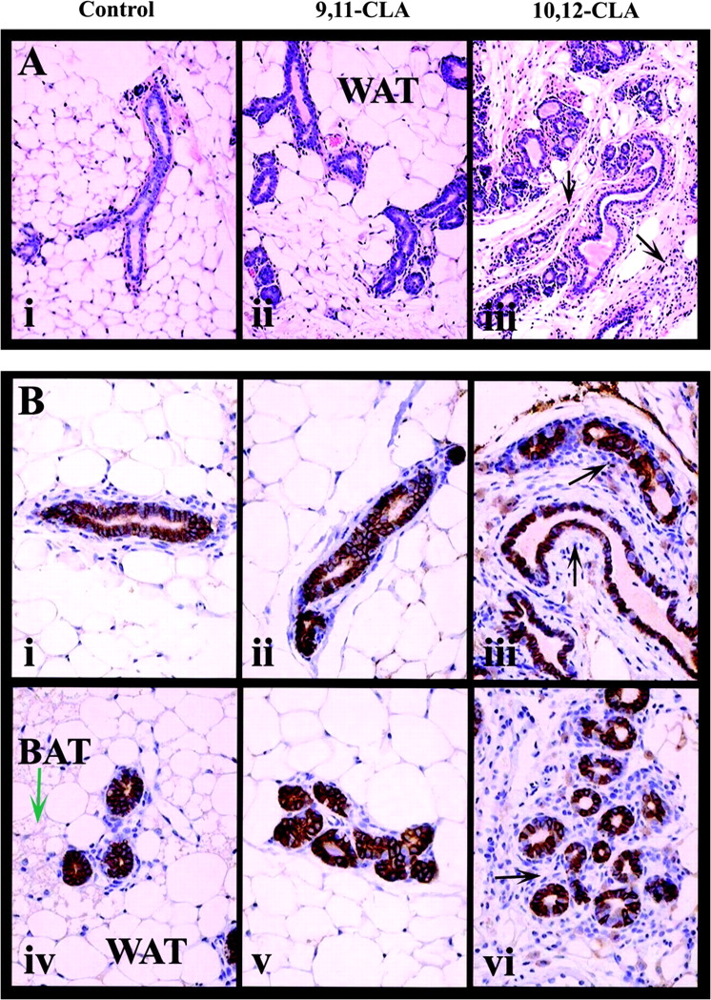 Control 9,11-CLA 10,12-CLA
A WAT
i ii iii
B
i ii iii
BAT
WAT
iv v vi